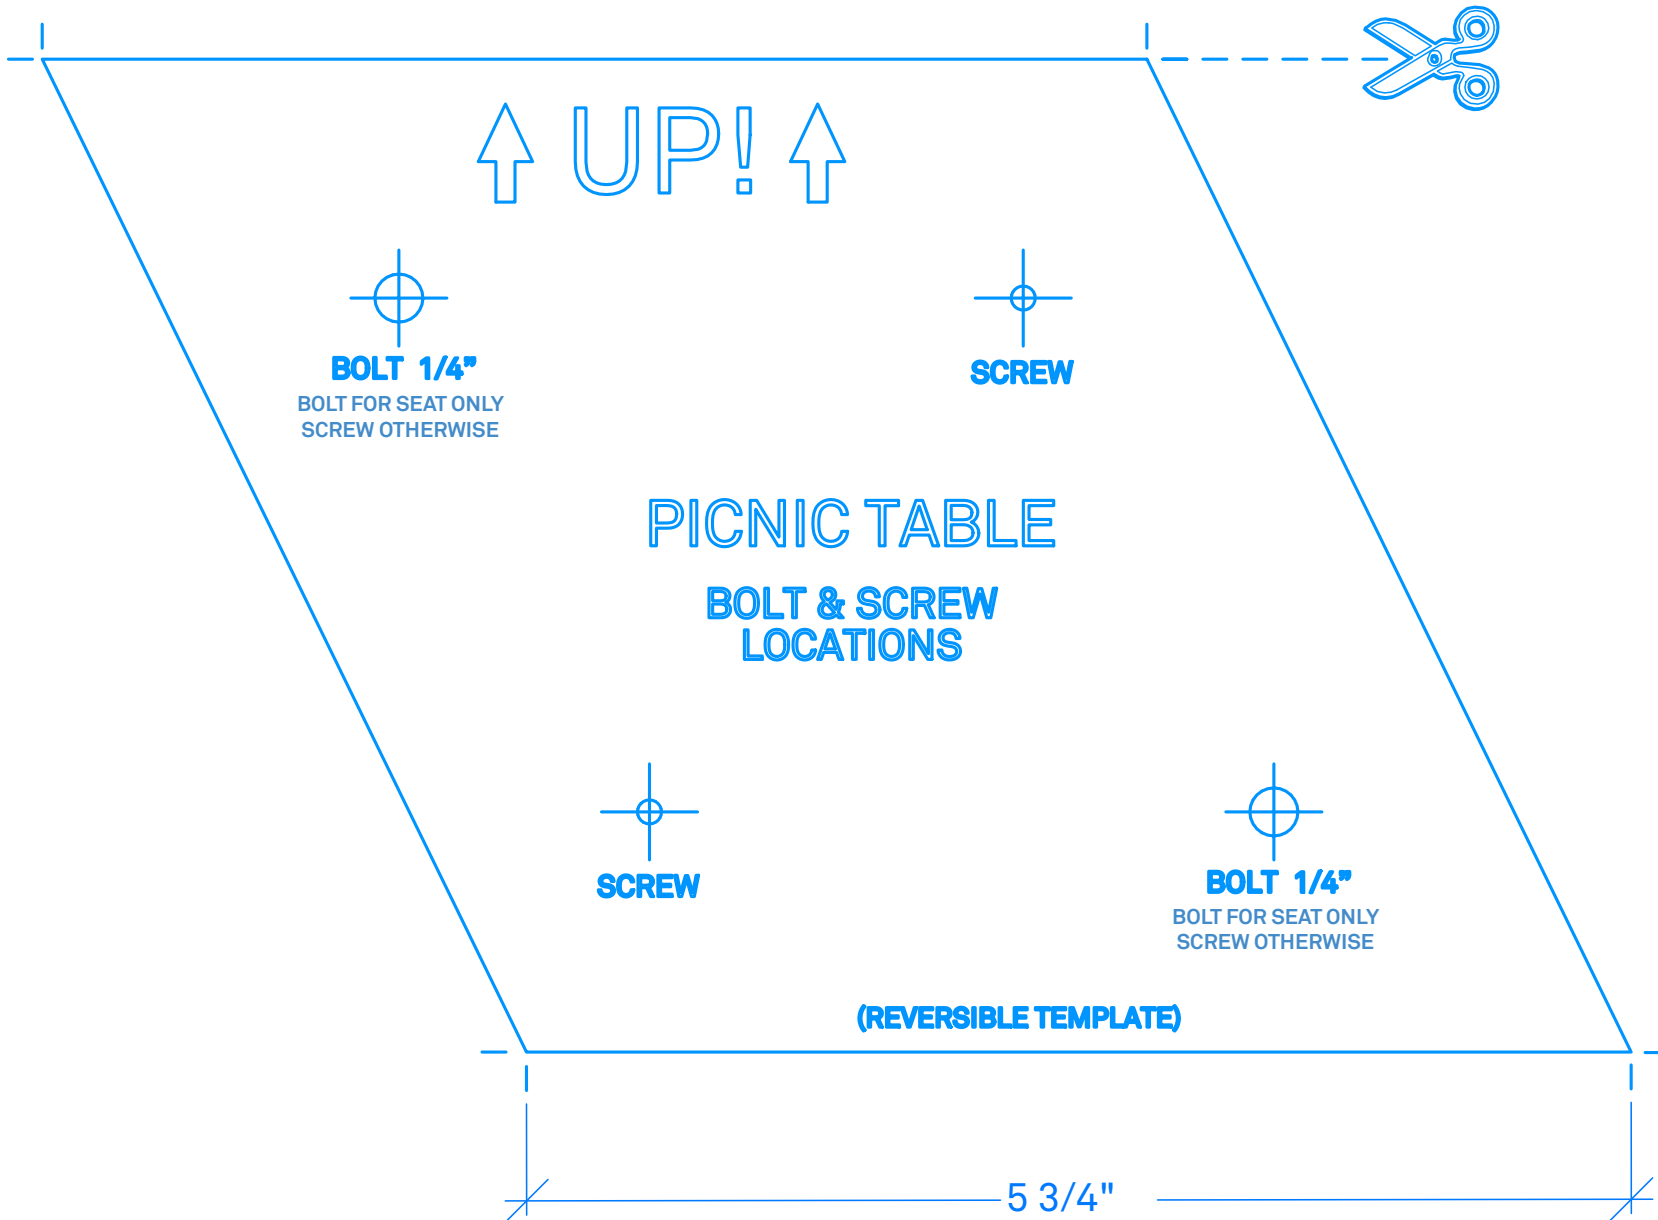 UP!
BOLT 1/4”
BOLT FOR SEAT ONLY
SCREW OTHERWISE
SCREW
PICNIC TABLE
BOLT & SCREW
LOCATIONS
SCREW
BOLT 1/4”
BOLT FOR SEAT ONLY
SCREW OTHERWISE
(REVERSIBLE TEMPLATE)
5 3/4"